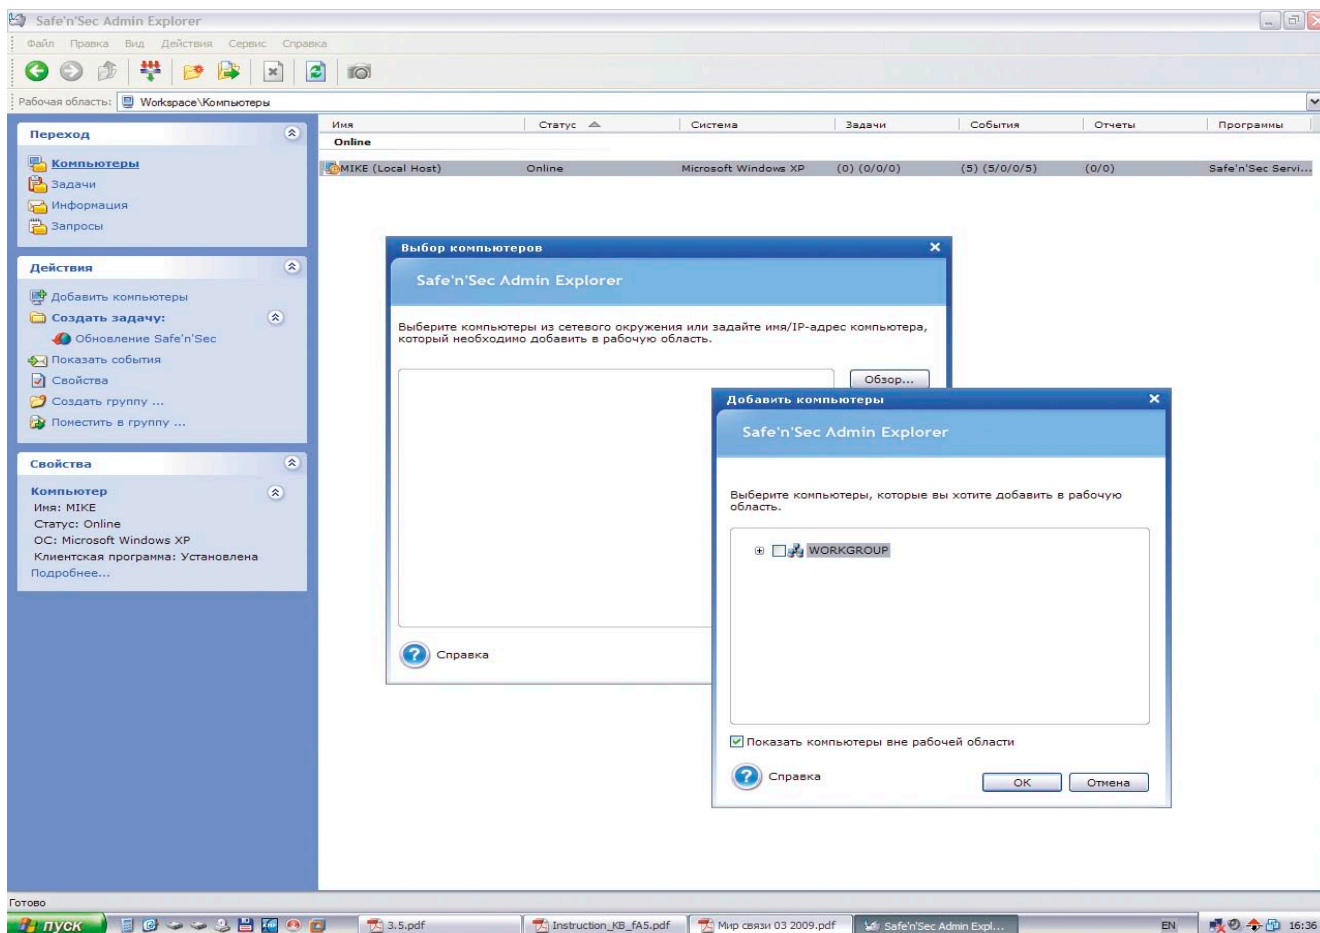 Safe'n'Sec Admin Explorer
Файл Правка Вид Действия Сервис Справка
Рабочая область: Workspace\Компьютеры
Переход
Компьютеры
Задачи
Информация
Запросы
Действия
Добавить компьютеры
Создать задачу:
Обновление Safe'n'Sec
Показать события
Свойства
Создать группу ...
Поместить в группу ...
Свойства
Компьютер
Имя: MIKE
Статус: Online
ОС: Microsoft Windows XP
Клиентская программа: Установлена
Подробнее...
Имя Статус Система Задачи События Отчеты Программы
Online
MIKE (Local Host) Online Microsoft Windows XP (0) (0/0/0) (5) (5/0/0/5) (0/0) Safe'n'Sec Servi...
Выбор компьютеров
Safe'n'Sec Admin Explorer
Выберите компьютеры из сетевого окружения или задайте имя/IP-адрес компьютера,
который необходимо добавить в рабочую область.
Обзор...
Справка
Добавить компьютеры
Safe'n'Sec Admin Explorer
Выберите компьютеры, которые вы хотите добавить в рабочую
область.
WORKGROUP
Показать компьютеры вне рабочей области
Справка
OK Отмена
Готово
пуск 3.5.pdf Instruction_KB_fA5.pdf Мир связи 03 2009.pdf Safe'n'Sec Admin Expl... EN 16:36